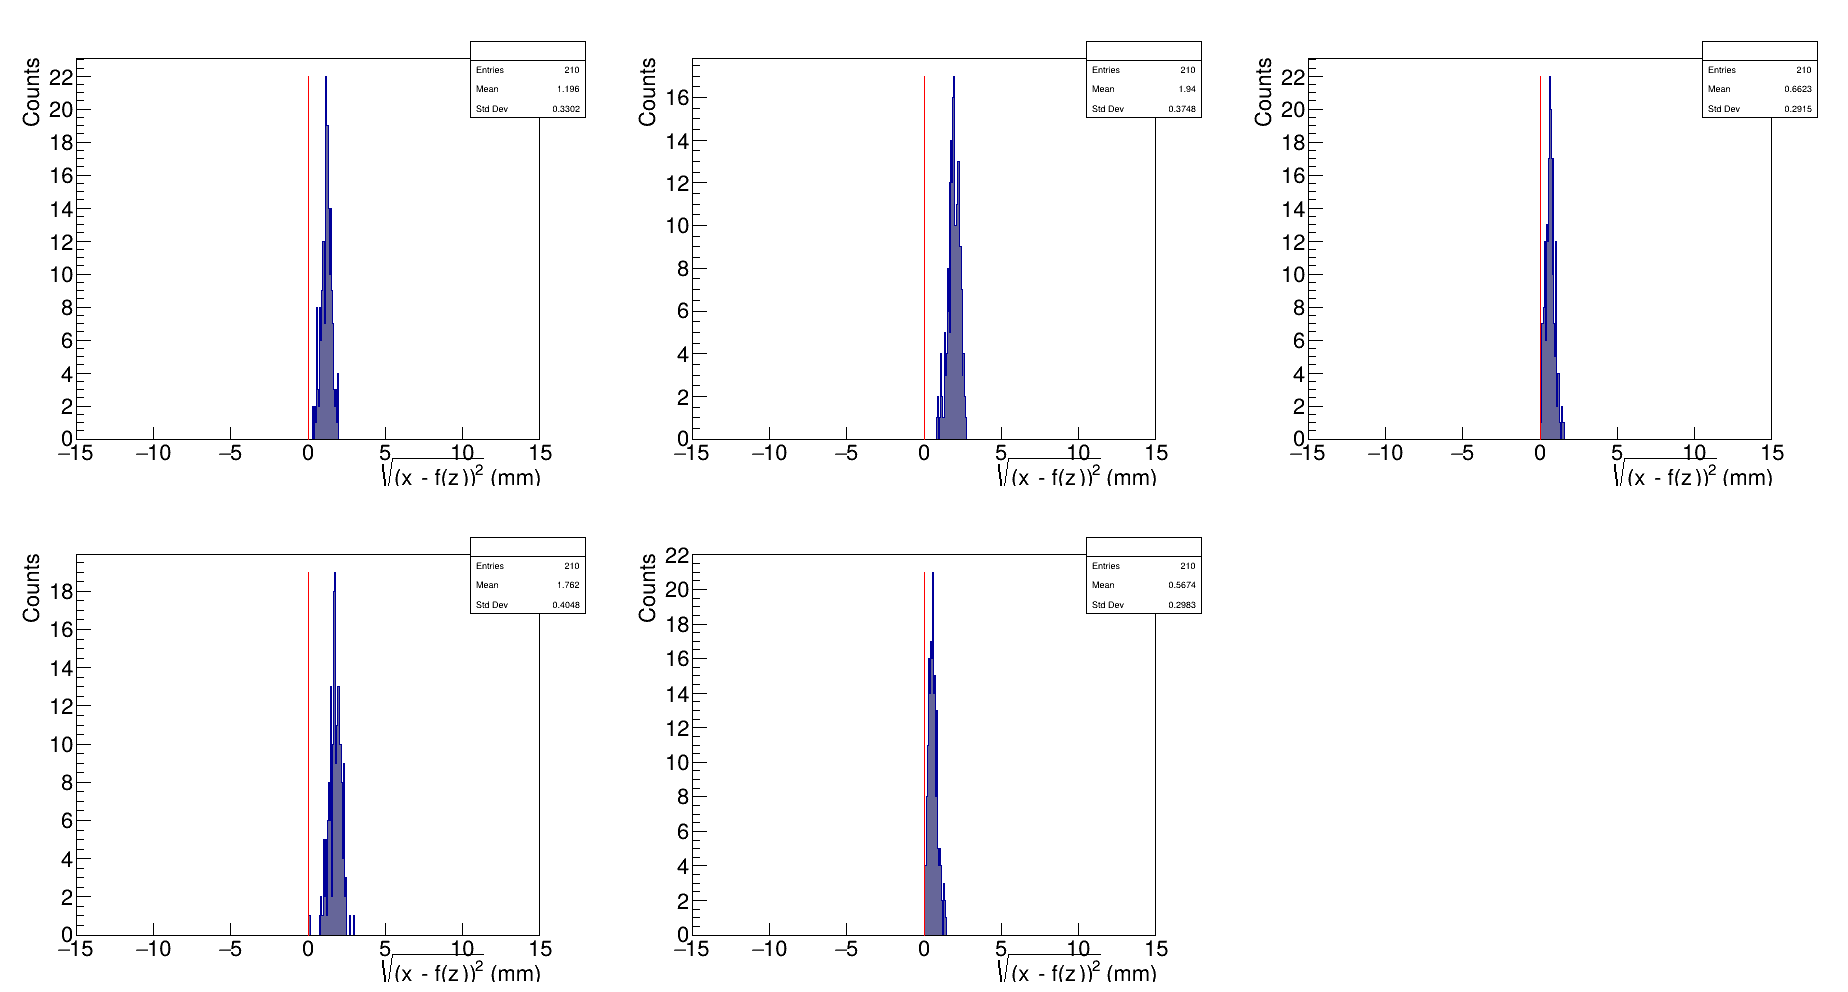 Counts
Entries 210
Mean 1.196
Std Dev 0.3302
22
20
18
16
14
12
10
8
6
4
2
0
−15 −10 −5 0 5 10 15
√(x - f(z))² (mm)
Counts
Entries 210
Mean 1.94
Std Dev 0.3748
16
14
12
10
8
6
4
2
0
−15 −10 −5 0 5 10 15
√(x - f(z))² (mm)
Counts
Entries 210
Mean 0.6623
Std Dev 0.2915
22
20
18
16
14
12
10
8
6
4
2
0
−15 −10 −5 0 5 10 15
√(x - f(z))² (mm)
Counts
Entries 210
Mean 1.762
Std Dev 0.4048
18
16
14
12
10
8
6
4
2
0
−15 −10 −5 0 5 10 15
√(x - f(z))² (mm)
Counts
Entries 210
Mean 0.5674
Std Dev 0.2983
22
20
18
16
14
12
10
8
6
4
2
0
−15 −10 −5 0 5 10 15
√(x - f(z))² (mm)